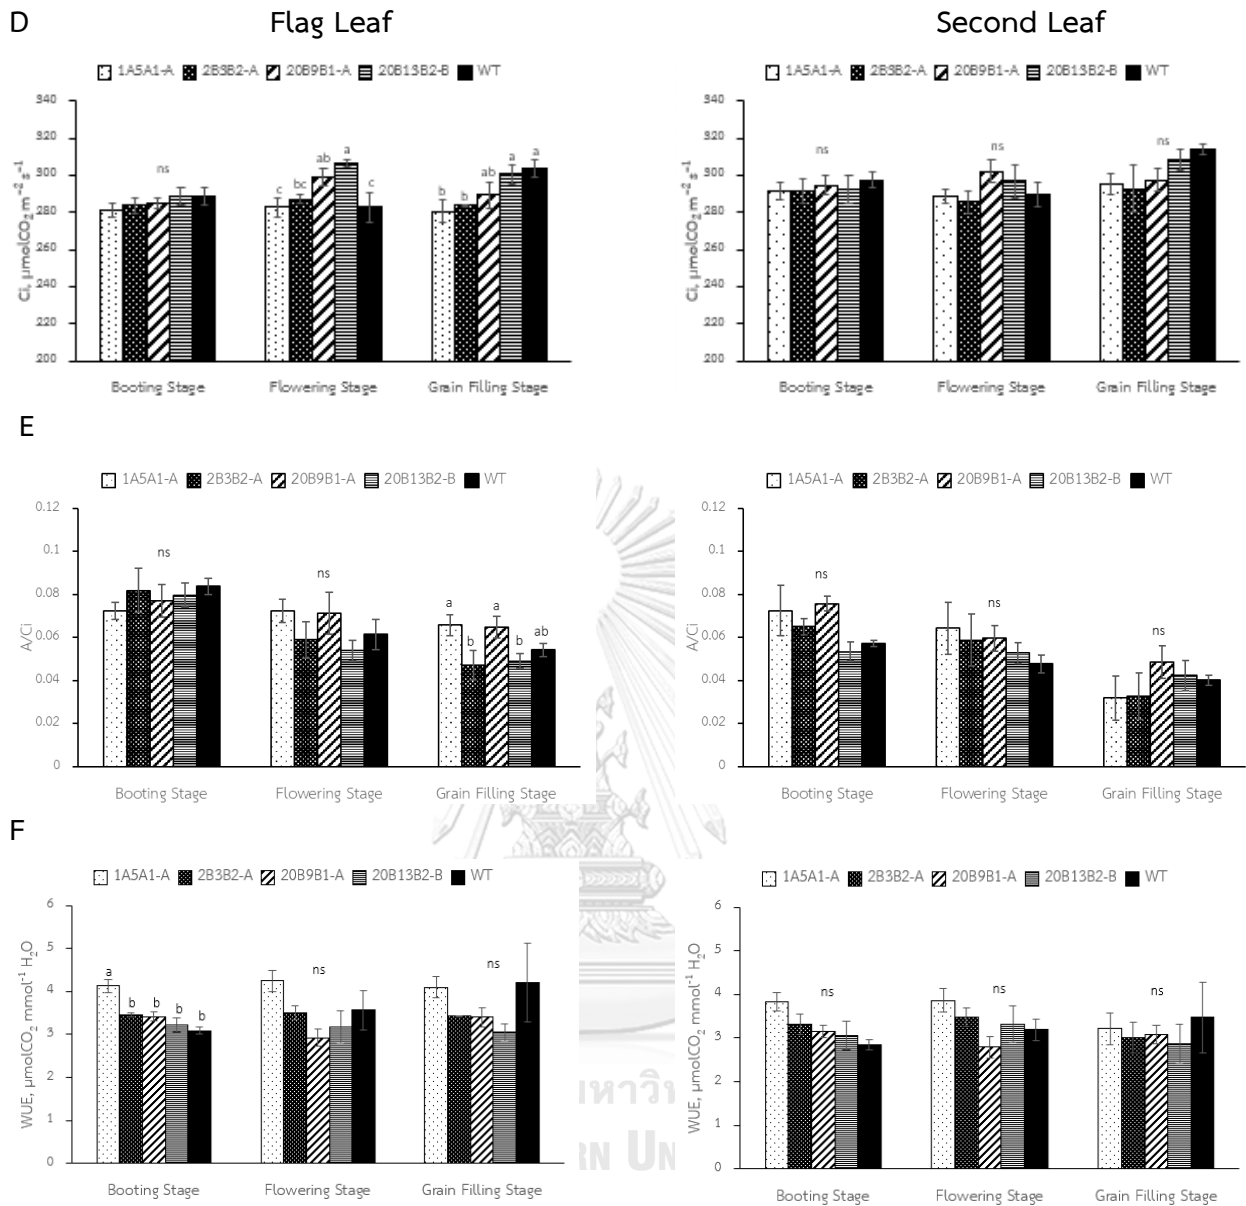 D Flag Leaf Second Leaf
1A5A1-A 2B3B2-A 20B9B1-A 20B13B2-B WT
Ci, µmolCO₂ m⁻² s⁻¹
340
320
300
280
260
240
220
200
ns
c bc ab a c
b b ab a a
Booting Stage Flowering Stage Grain Filling Stage
1A5A1-A 2B3B2-A 20B9B1-A 20B13B2-B WT
Ci, µmolCO₂ m⁻² s⁻¹
340
320
300
280
260
240
220
200
ns ns ns
Booting Stage Flowering Stage Grain Filling Stage
E
1A5A1-A 2B3B2-A 20B9B1-A 20B13B2-B WT
A/Ci
0.12
0.1
0.08
0.06
0.04
0.02
0
ns ns
a b a b ab
Booting Stage Flowering Stage Grain Filling Stage
1A5A1-A 2B3B2-A 20B9B1-A 20B13B2-B WT
A/Ci
0.12
0.1
0.08
0.06
0.04
0.02
0
ns ns ns
Booting Stage Flowering Stage Grain Filling Stage
F
1A5A1-A 2B3B2-A 20B9B1-A 20B13B2-B WT
WUE, µmolCO₂ mmol⁻¹ H₂O
6
5
4
3
2
1
0
a b b b b
ns ns
Booting Stage Flowering Stage Grain Filling Stage
1A5A1-A 2B3B2-A 20B9B1-A 20B13B2-B WT
WUE, µmolCO₂ mmol⁻¹ H₂O
6
5
4
3
2
1
0
ns ns ns
Booting Stage Flowering Stage Grain Filling Stage